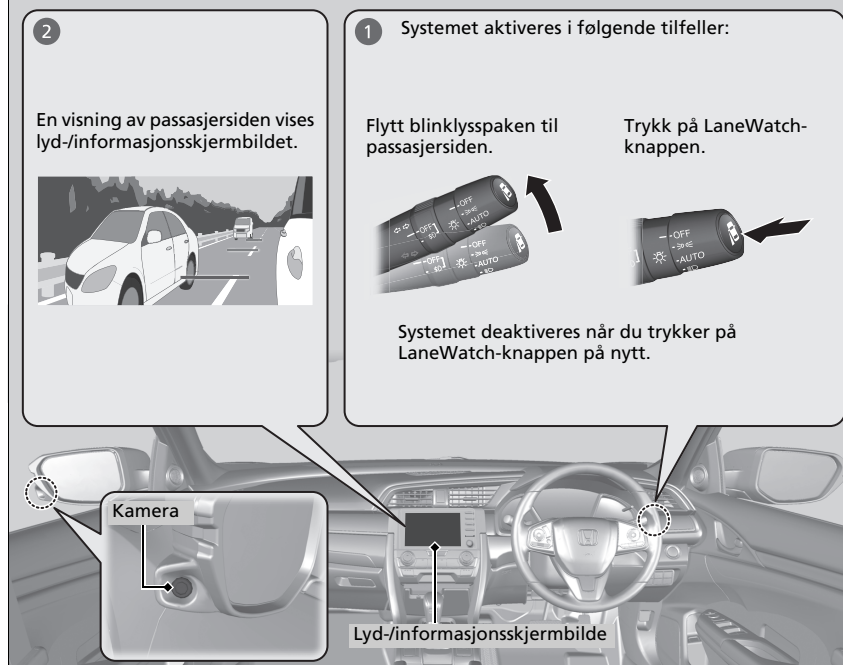 2
En visning av passasjersiden vises
lyd-/informasjonsskjermbildet.
1
Systemet aktiveres i følgende tilfeller:
Flytt blinklysspaken til
passasjersiden.
OFF
AUTO
OFF
OFF
AUTO
OFF
Trykk på LaneWatch-
knappen.
OFF
AUTO
Systemet deaktiveres når du trykker på
LaneWatch-knappen på nytt.
Kamera
Lyd-/informasjonsskjermbilde